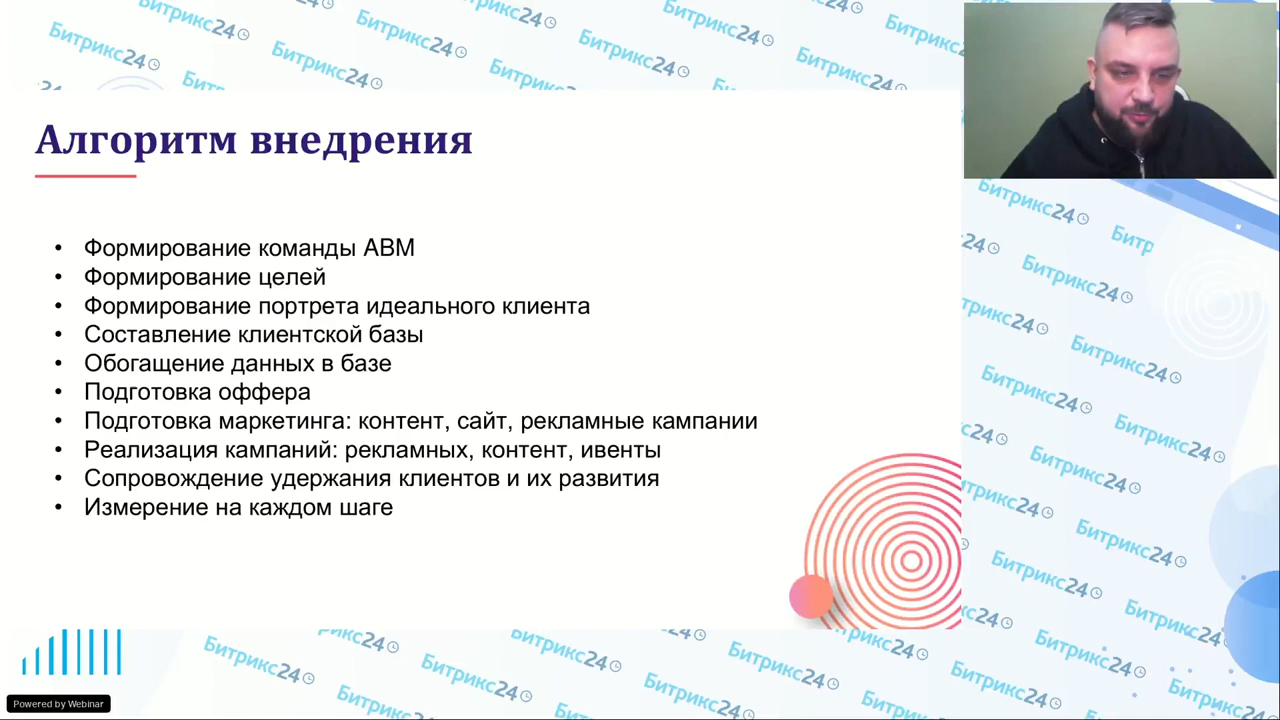 Алгоритм внедрения
• Формирование команды ABM
• Формирование целей
• Формирование портрета идеального клиента
• Составление клиентской базы
• Обогащение данных в базе
• Подготовка оффера
• Подготовка маркетинга: контент, сайт, рекламные кампании
• Реализация кампаний: рекламных, контент, ивенты
• Сопровождение удержания клиентов и их развития
• Измерение на каждом шаге
Битрикс24
Powered by Webinar